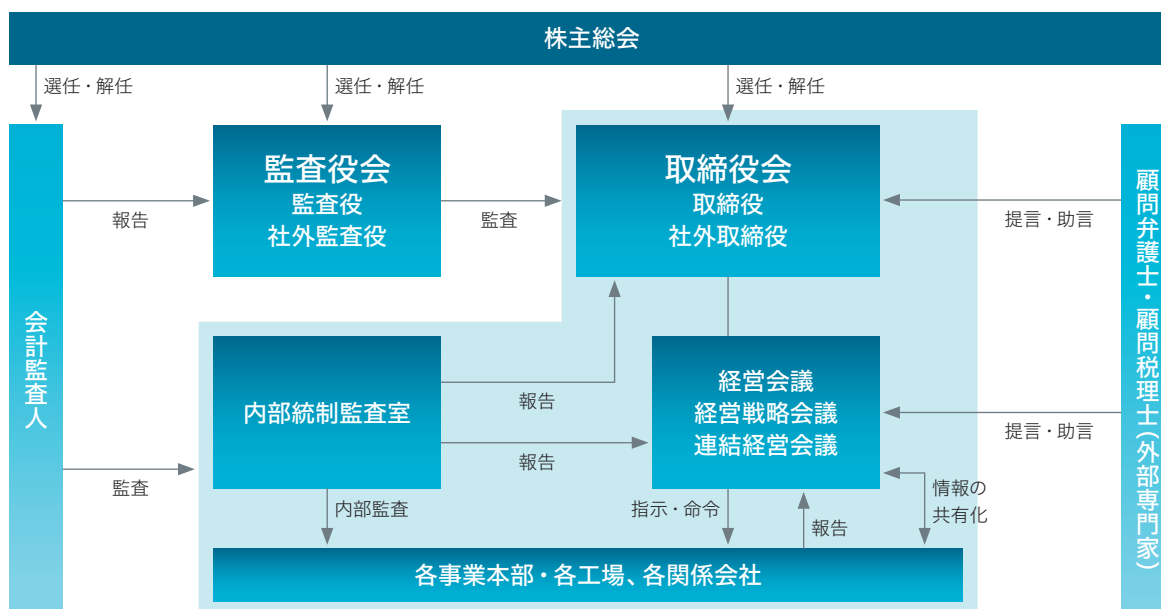 株主総会
選任・解任
選任・解任
選任・解任
会計監査人
報告
監査役会
監査役
社外監査役
監査
取締役会
取締役
社外取締役
提言・助言
顧問弁護士・顧問税理士(外部専門家)
内部統制監査室
報告
報告
経営会議
経営戦略会議
連結経営会議
提言・助言
監査
内部監査
指示・命令
報告
情報の
共有化
各事業本部・各工場、各関係会社